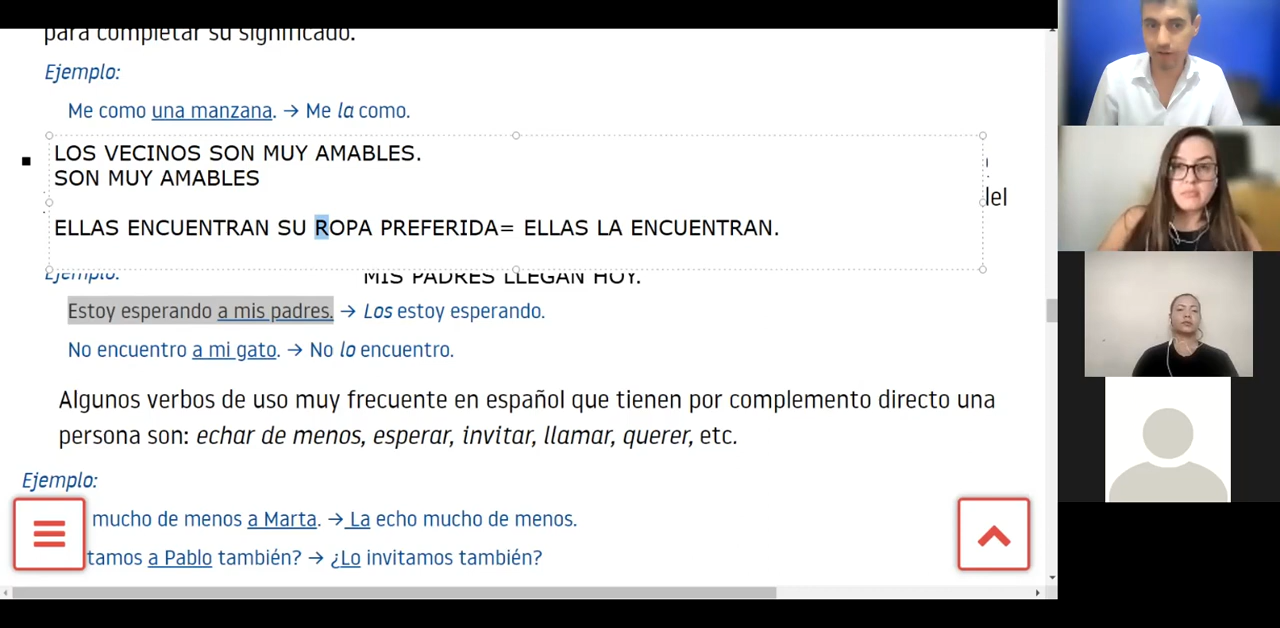 para completar su significado.
Ejemplo:
Me como una manzana. → Me la como.
LOS VECINOS SON MUY AMABLES.
SON MUY AMABLES
del
ELLAS ENCUENTRAN SU ROPA PREFERIDA= ELLAS LA ENCUENTRAN.
Ejemplo:
MIS PADRES LLEGAN HOY.
Estoy esperando a mis padres. → Los estoy esperando.
No encuentro a mi gato. → No lo encuentro.
Algunos verbos de uso muy frecuente en español que tienen por complemento directo una
persona son: echar de menos, esperar, invitar, llamar, querer, etc.
Ejemplo:
mucho de menos a Marta. → La echo mucho de menos.
tamos a Pablo también? → ¿Lo invitamos también?